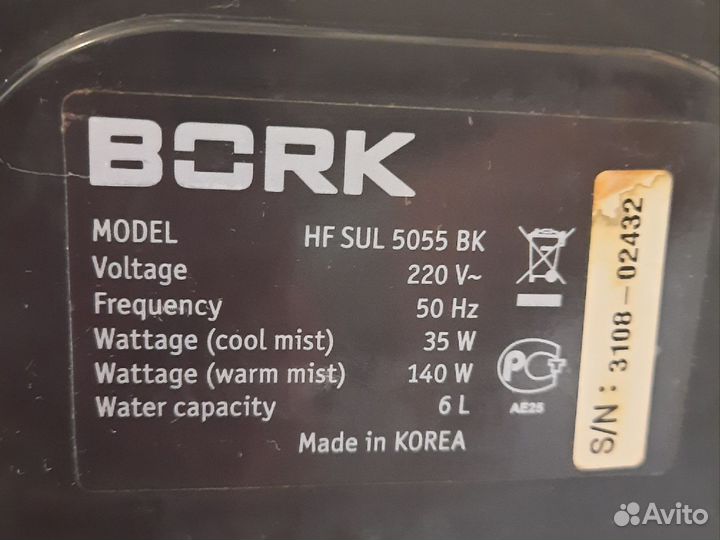 BORK
MODEL HF SUL 5055 BK
Voltage 220 V~
Frequency 50 Hz
Wattage (cool mist) 35 W
Wattage (warm mist) 140 W
Water capacity 6 L
Made in KOREA
РСТ
AE25
S/N : 3108-02432
Avito